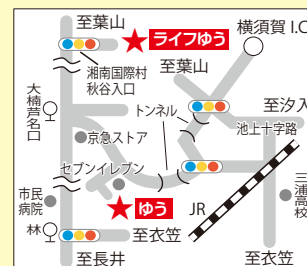 至葉山
ライフゆう
横須賀 I.C
湘南国際村
秋谷入口
至葉山
大楠芦名口
トンネル
至汐入
池上十字路
京急ストア
セブンイレブン
市民
病院
ゆう
JR
三浦高校
林
至衣笠
至長井
至衣笠